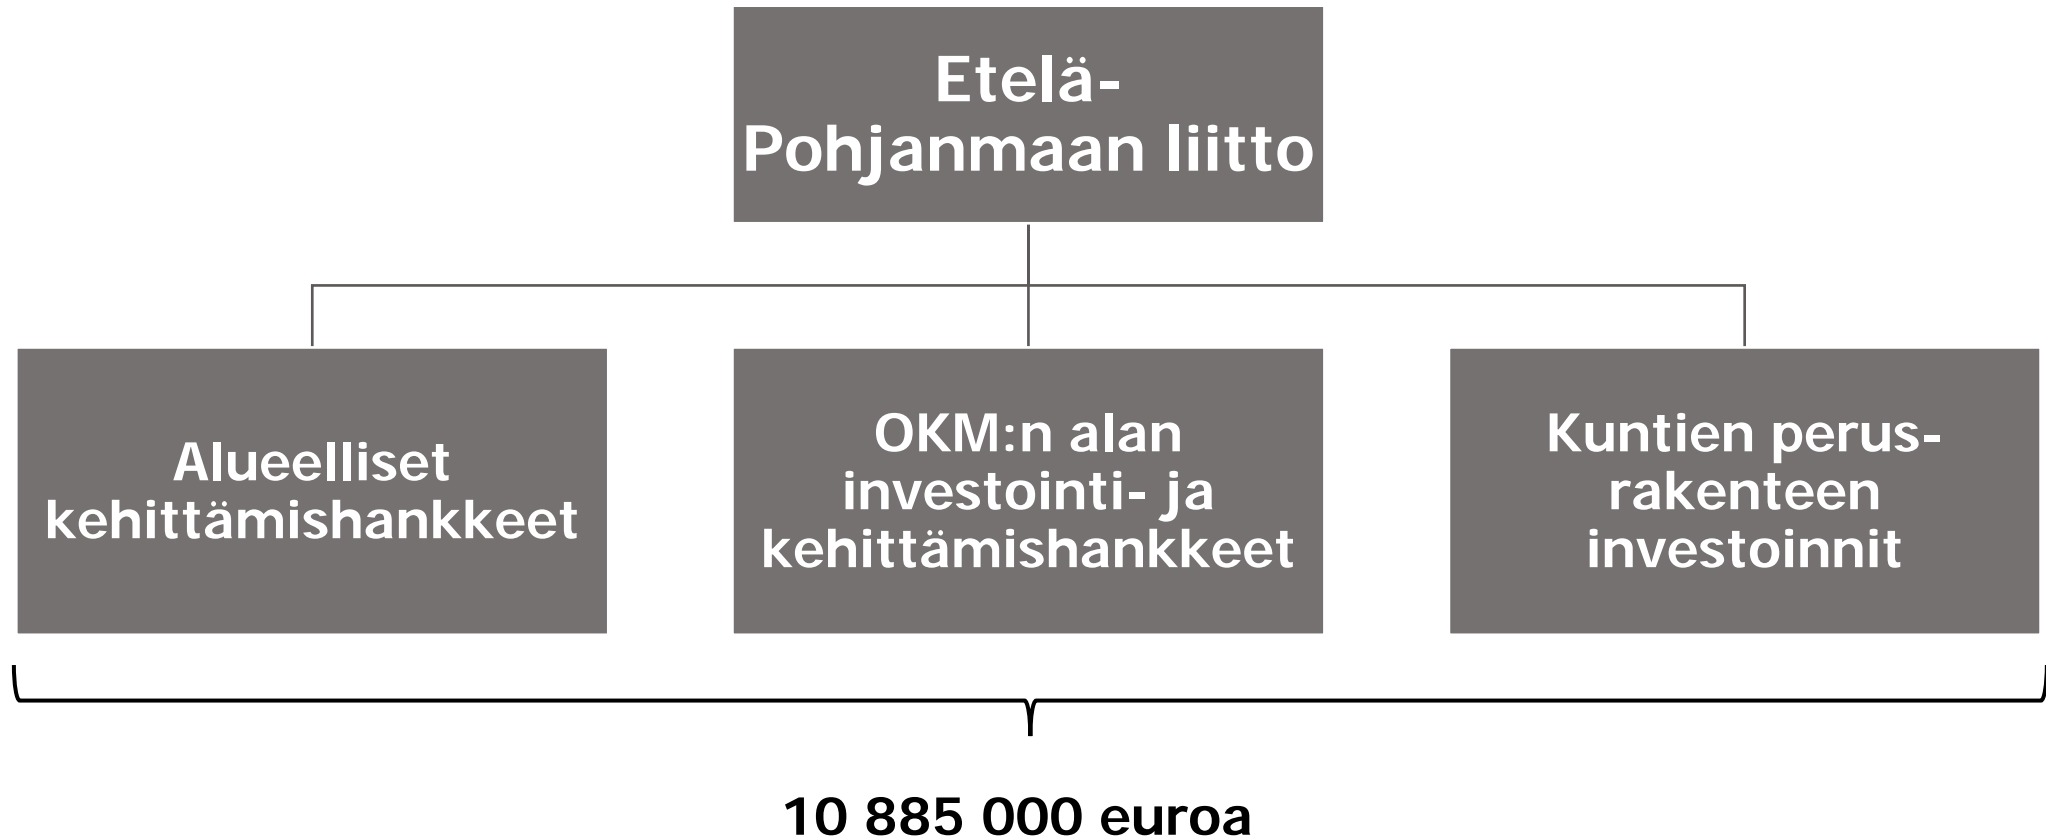 Etelä-
Pohjanmaan liitto
Alueelliset
kehittämishankkeet
OKM:n alan
investointi- ja
kehittämishankkeet
Kuntien perus-
rakenteen
investoinnit
10 885 000 euroa